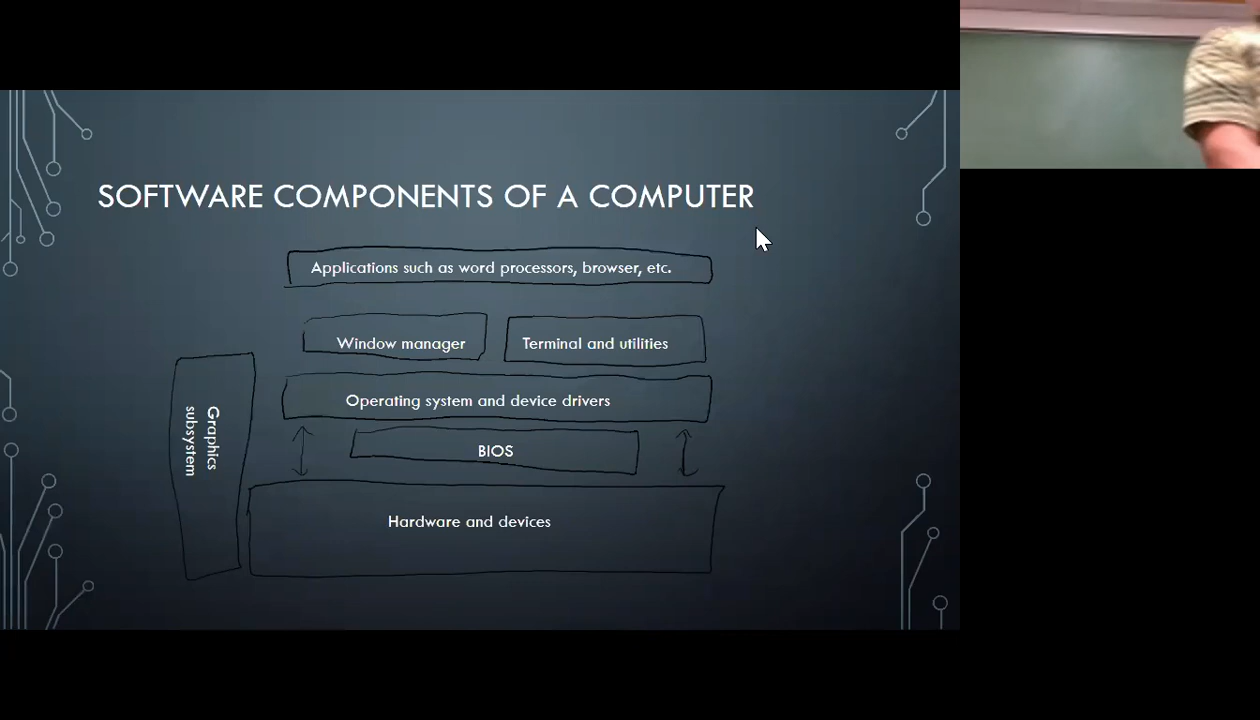 SOFTWARE COMPONENTS OF A COMPUTER
Applications such as word processors, browser, etc.
Window manager
Terminal and utilities
Operating system and device drivers
Graphics
subsystem
BIOS
Hardware and devices